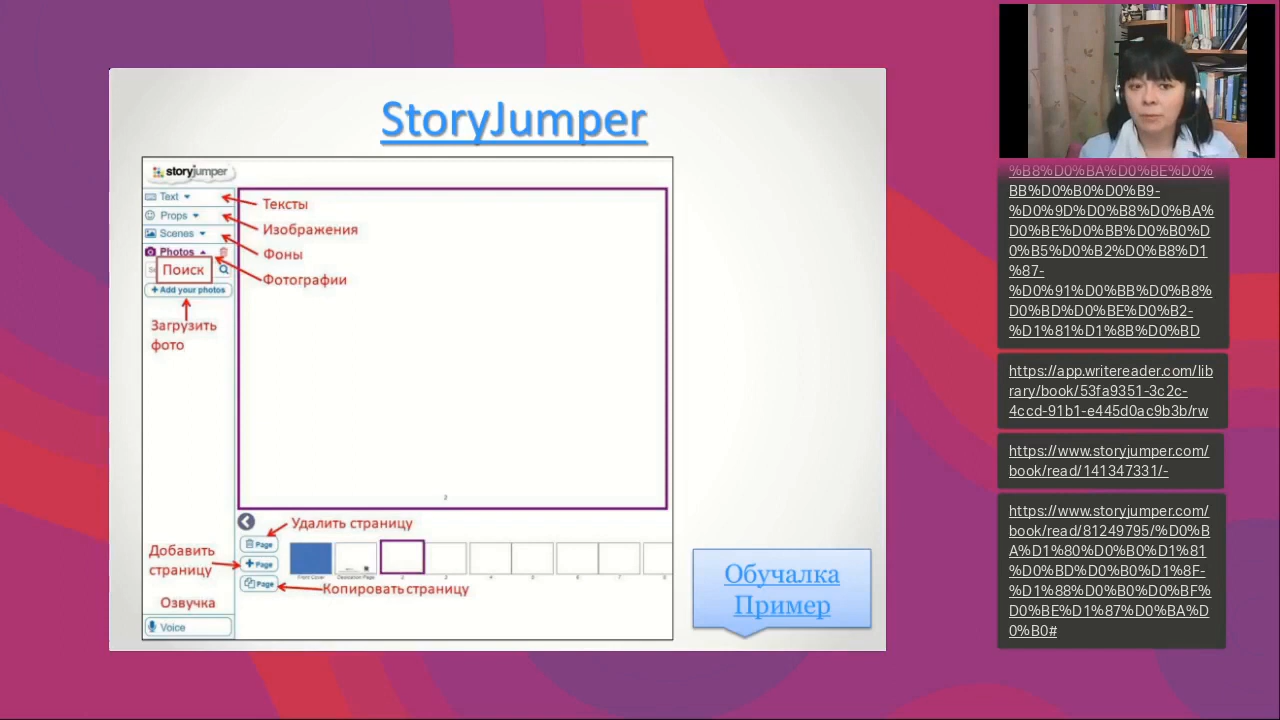 StoryJumper
storyjumper
Text
Тексты
Props
Изображения
Scenes
Фоны
Photos
Поиск
Фотографии
+ Add your photos
Загрузить
фото
2
Удалить страницу
Page
Добавить
страницу
+ Page
Page
Копировать страницу
Front Cover
Dedication Page
Озвучка
Voice
Обучалка
Пример
%B8%D0%BA%D0%BE%D0%
BB%D0%B0%D0%B9-
%D0%9D%D0%B8%D0%BA%
D0%BE%D0%BB%D0%B0%D
0%B5%D0%B2%D0%B8%D1
%87-
%D0%91%D0%BB%D0%B8%
D0%BD%D0%BE%D0%B2-
%D1%81%D1%8B%D0%BD
https://app.writereader.com/lib
rary/book/53fa9351-3c2c-
4ccd-91b1-e445d0ac9b3b/rw
https://www.storyjumper.com/
book/read/141347331/-
https://www.storyjumper.com/
book/read/81249795/%D0%B
A%D1%80%D0%B0%D1%81
%D0%BD%D0%B0%D1%8F-
%D1%88%D0%B0%D0%BF%
D0%BE%D1%87%D0%BA%D
0%B0#